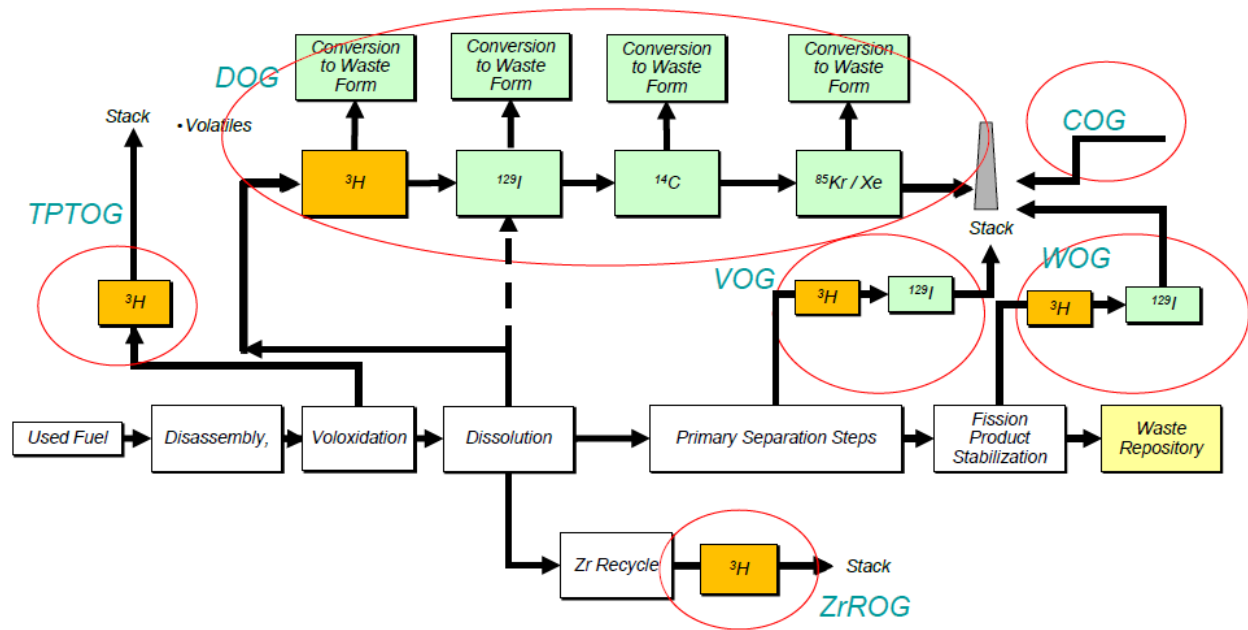 DOG
Conversion
to Waste
Form
Conversion
to Waste
Form
Conversion
to Waste
Form
Conversion
to Waste
Form
Stack
•Volatiles
COG
³H
¹²⁹I
¹⁴C
⁸⁵Kr / Xe
TPTOG
Stack
VOG
WOG
³H
³H
¹²⁹I
³H
¹²⁹I
Used Fuel
Disassembly,
Voloxidation
Dissolution
Primary Separation Steps
Fission
Product
Stabilization
Waste
Repository
Zr Recycle
³H
Stack
ZrROG